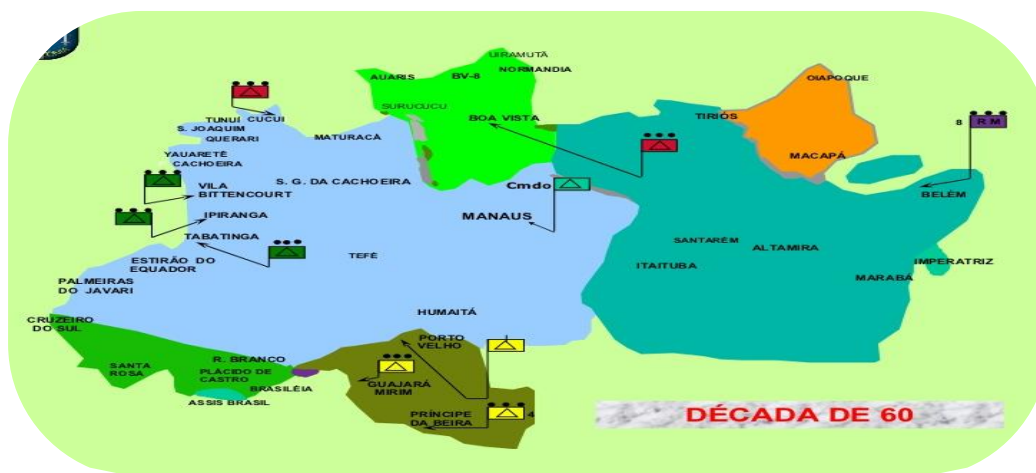 UIRAMUTÃ
AUARIS
BV-8
NORMANDIA
OIAPOQUE
SURUCUCU
BOA VISTA
TIRIÓS
TUNUÍ CUCUI
S. JOAQUIM
QUERARI
MATURACÁ
8 R M
YAUARETÊ
CACHOEIRA
MACAPÁ
S. G. DA CACHOEIRA
VILA
BITTENCOURT
Cmdo
BELÉM
IPIRANGA
MANAUS
TABATINGA
SANTARÉM
ALTAMIRA
ESTIRÃO DO
EQUADOR
TEFÉ
ITAITUBA
IMPERATRIZ
MARABÁ
PALMEIRAS
DO JAVARI
HUMAITÁ
CRUZEIRO
DO SUL
PORTO
VELHO
R. BRANCO
SANTA
ROSA
PLÁCIDO DE
CASTRO
BRASILÉIA
GUAJARÁ
MIRIM
ASSIS BRASIL
PRÍNCIPE
DA BEIRA
4
DÉCADA DE 60